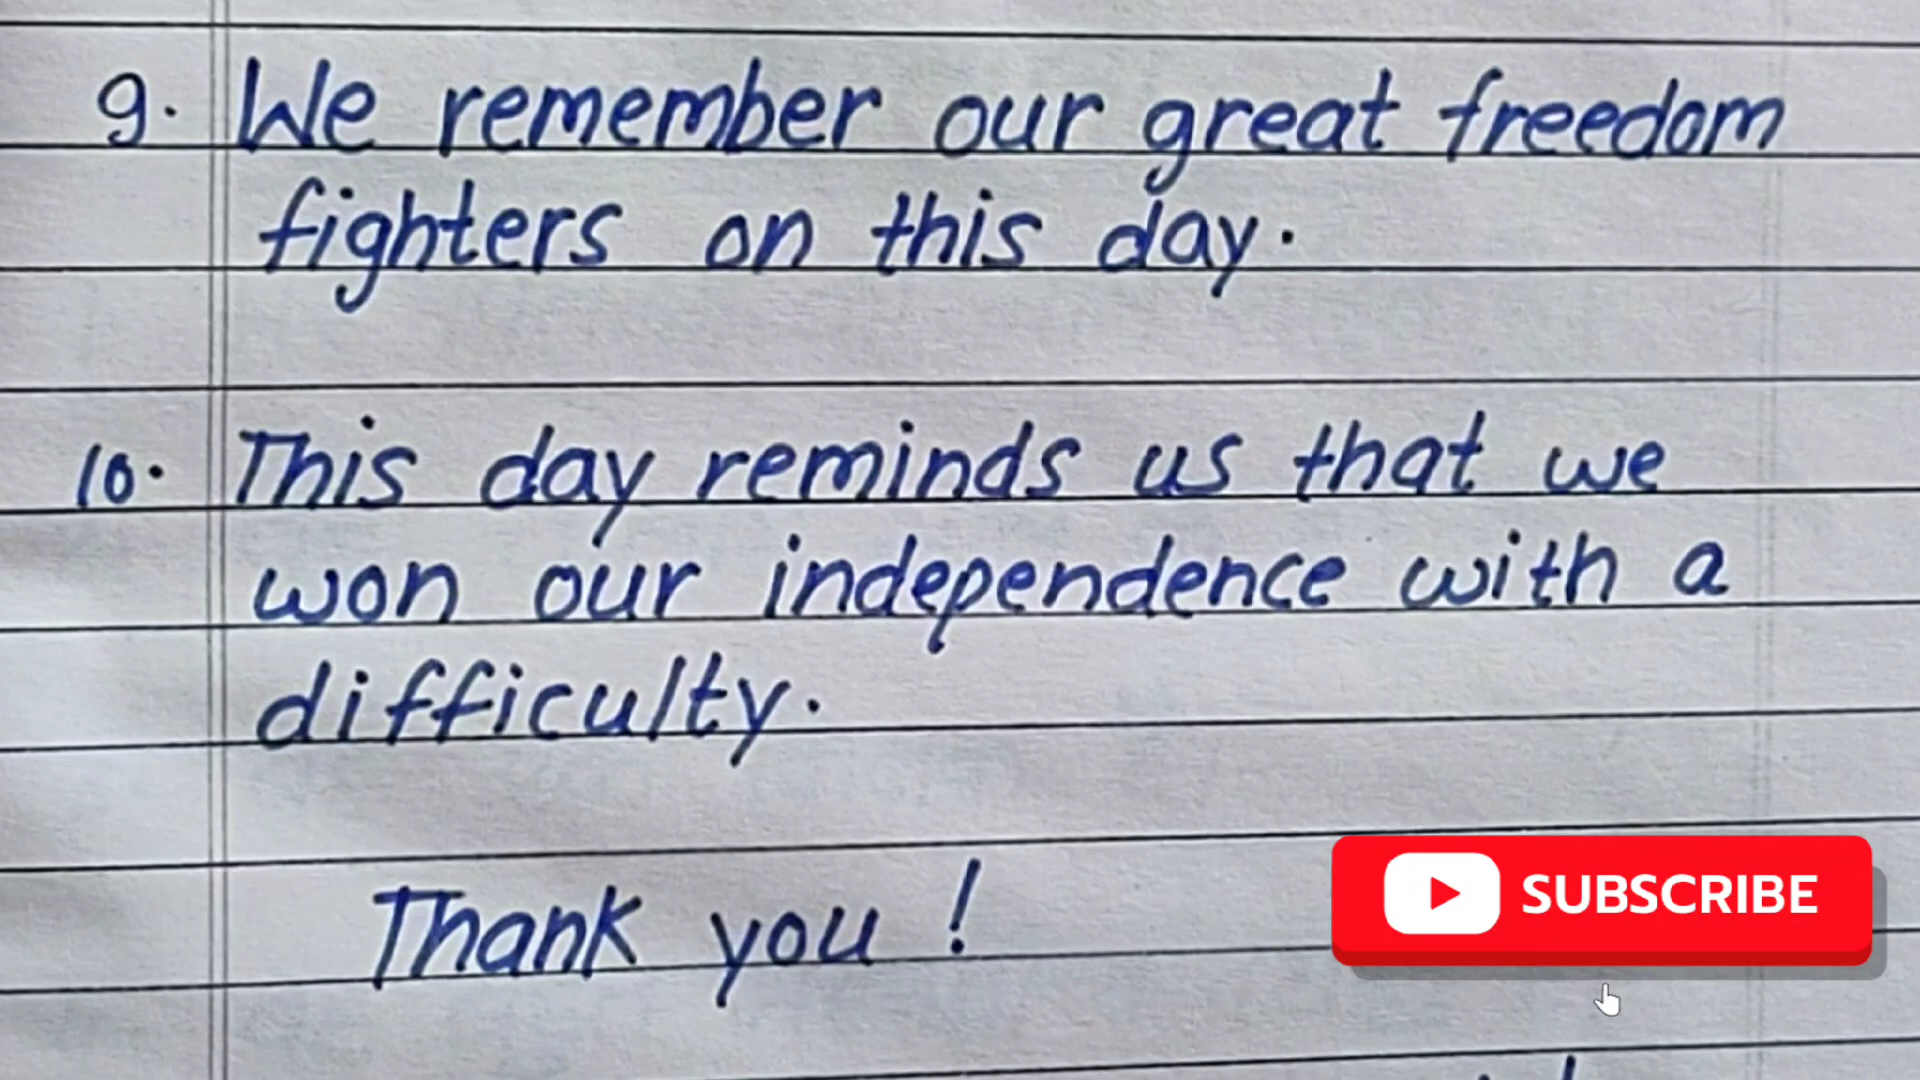 9. We remember our great freedom
fighters on this day.
10. This day reminds us that we
won our independence with a
difficulty.
Thank you!
SUBSCRIBE